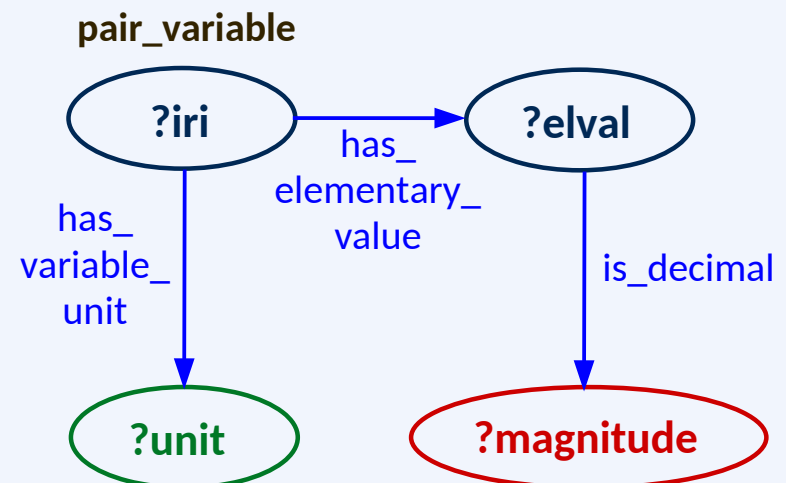 pair_variable
?iri
?elval
has_
elementary_
value
has_
variable_
unit
is_decimal
?unit
?magnitude